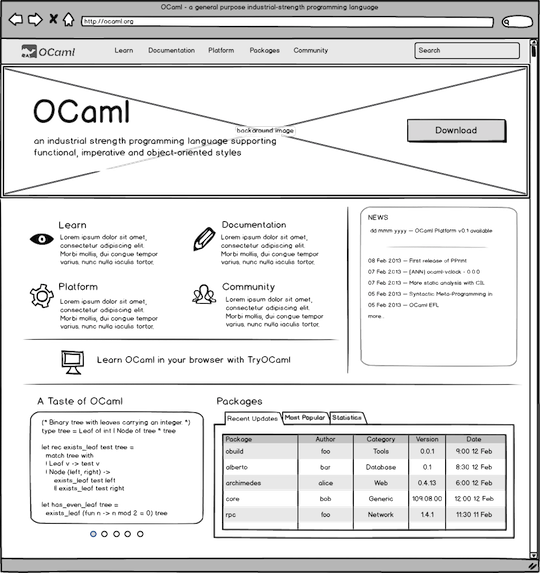 OCaml - a general purpose industrial-strength programming language
http://ocaml.org
OCaml
Learn Documentation Platform Packages Community
Search
OCaml
background image
an industrial strength programming language supporting
functional, imperative and object-oriented styles
Download
Learn
Lorem ipsum dolor sit amet,
consectetur adipiscing elit.
Morbi mollis, dui congue tempor
varius, nunc nulla iaculis tortor.
Documentation
Lorem ipsum dolor sit amet,
consectetur adipiscing elit.
Morbi mollis, dui congue tempor
varius, nunc nulla iaculis tortor.
Platform
Lorem ipsum dolor sit amet,
consectetur adipiscing elit.
Morbi mollis, dui congue tempor
varius, nunc nulla iaculis tortor.
Community
Lorem ipsum dolor sit amet,
consectetur adipiscing elit.
Morbi mollis, dui congue tempor
varius, nunc nulla iaculis tortor.
NEWS
dd mmm yyyy – OCaml Platform v0.1 available
08 Feb 2013 – First release of PPrint
07 Feb 2013 – [ANN] ocaml-vclock - 0.0.0
07 Feb 2013 – More static analysis with CIL
05 Feb 2013 – Syntactic Meta-Programming in
05 Feb 2013 – OCaml EFL
more...
Learn OCaml in your browser with TryOCaml
A Taste of OCaml
(* Binary tree with leaves carrying an integer *)
type tree = Leaf of int | Node of tree * tree
let rec exists_leaf test tree =
match tree with
| Leaf v -> test v
| Node (left, right) ->
exists_leaf test left
|| exists_leaf test right
let has_even_leaf tree =
exists_leaf (fun n -> n mod 2 = 0) tree
Packages
Recent Updates Most Popular Statistics
Package Author Category Version Date
obuild foo Tools 0.0.1 9:00 12 Feb
alberto bar Database 0.1 8:30 12 Feb
archimedes alice Web 0.4.13 6:00 12 Feb
core bob Generic 109.08.00 12:00 12 Feb
rpc foo Network 1.4.1 11:30 11 Feb